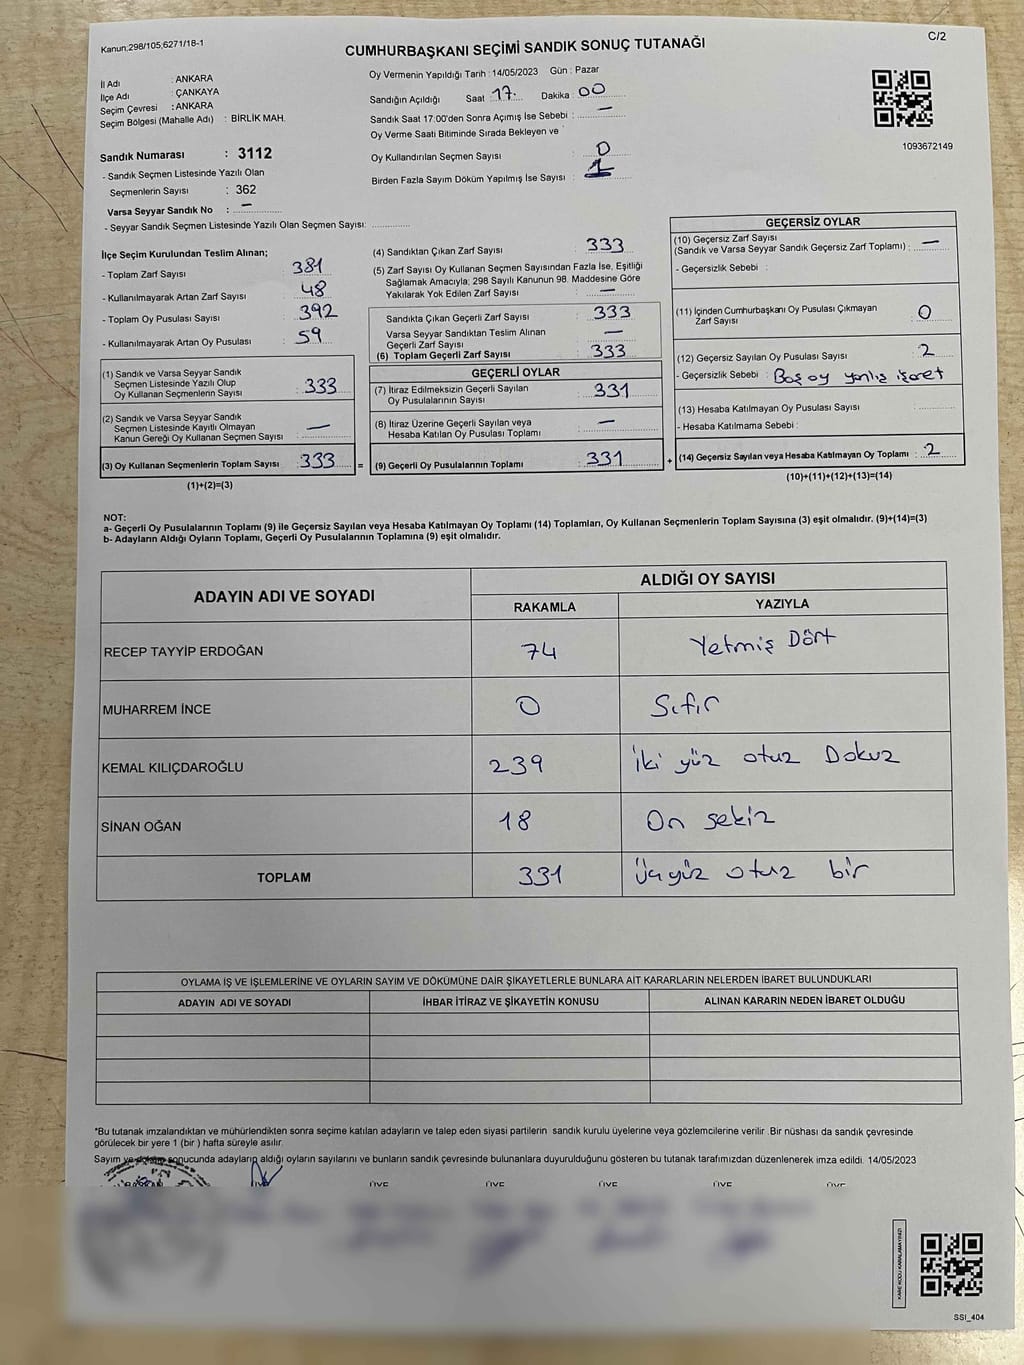 Kanun;298/105;6271/18-1
C/2
CUMHURBAŞKANI SEÇİMİ SANDIK SONUÇ TUTANAĞI
İl Adı : ANKARA
İlçe Adı : ÇANKAYA
Seçim Çevresi : ANKARA
Seçim Bölgesi (Mahalle Adı) : BİRLİK MAH.
Oy Vermenin Yapıldığı Tarih : 14/05/2023 Gün : Pazar
Sandığın Açıldığı Saat : 17. Dakika : 00
Sandık Saat 17:00'den Sonra Açımış İse Sebebi : —
Oy Verme Saati Bitiminde Sırada Bekleyen ve
Oy Kullandırılan Seçmen Sayısı : 0
Birden Fazla Sayım Döküm Yapılmış İse Sayısı : 1
1093672149
Sandık Numarası : 3112
- Sandık Seçmen Listesinde Yazılı Olan
Seçmenlerin Sayısı : 362
Varsa Seyyar Sandık No : —
- Seyyar Sandık Seçmen Listesinde Yazılı Olan Seçmen Sayısı:
İlçe Seçim Kurulundan Teslim Alınan;
- Toplam Zarf Sayısı : 381
- Kullanılmayarak Artan Zarf Sayısı : 48
- Toplam Oy Pusulası Sayısı : 392
- Kullanılmayarak Artan Oy Pusulası : 59
(1) Sandık ve Varsa Seyyar Sandık
Seçmen Listesinde Yazılı Olup
Oy Kullanan Seçmenlerin Sayısı : 333
(2) Sandık ve Varsa Seyyar Sandık
Seçmen Listesinde Kayıtlı Olmayan
Kanun Gereği Oy Kullanan Seçmen Sayısı : —
(3) Oy Kullanan Seçmenlerin Toplam Sayısı : 333 =
(1)+(2)=(3)
(4) Sandıktan Çıkan Zarf Sayısı : 333
(5) Zarf Sayısı Oy Kullanan Seçmen Sayısından Fazla İse, Eşitliği
Sağlamak Amacıyla; 298 Sayılı Kanunun 98. Maddesine Göre
Yakılarak Yok Edilen Zarf Sayısı : —
Sandıkta Çıkan Geçerli Zarf Sayısı : 333
Varsa Seyyar Sandıktan Teslim Alınan
Geçerli Zarf Sayısı : —
(6) Toplam Geçerli Zarf Sayısı : 333
GEÇERLİ OYLAR
(7) İtiraz Edilmeksizin Geçerli Sayılan
Oy Pusulalarının Sayısı : 331
(8) İtiraz Üzerine Geçerli Sayılan ve
Hesaba Katılan Oy Pusulası Toplamı : —
(9) Geçerli Oy Pusulalarının Toplamı : 331 +
GEÇERSİZ OYLAR
(10) Geçersiz Zarf Sayısı
(Sandık ve Varsa Seyyar Sandık Geçersiz Zarf Toplamı) : —
- Geçersizlik Sebebi :
(11) İçinden Cumhurbaşkanı Oy Pusulası Çıkmayan
Zarf Sayısı : 0
(12) Geçersiz Sayılan Oy Pusulası Sayısı : 2
- Geçersizlik Sebebi : Boş oy yanlış işaret
(13) Hesaba Katılmayan Oy Pusulası Sayısı :
- Hesaba Katılmama Sebebi :
(14) Geçersiz Sayılan veya Hesaba Katılmayan Oy Toplamı : 2
(10)+(11)+(12)+(13)=(14)
NOT:
a- Geçerli Oy Pusulalarının Toplamı (9) ile Geçersiz Sayılan veya Hesaba Katılmayan Oy Toplamı (14) Toplamları, Oy Kullanan Seçmenlerin Toplam Sayısına (3) eşit olmalıdır. (9)+(14)=(3)
b- Adayların Aldığı Oyların Toplamı, Geçerli Oy Pusulalarının Toplamına (9) eşit olmalıdır.
ADAYIN ADI VE SOYADI
ALDIĞI OY SAYISI
RAKAMLA YAZIYLA
RECEP TAYYİP ERDOĞAN 74 Yetmiş Dört
MUHARREM İNCE 0 Sıfır
KEMAL KILIÇDAROĞLU 239 iki yüz otuz Dokuz
SİNAN OĞAN 18 On sekiz
TOPLAM 331 üçyüz otuz bir
OYLAMA İŞ VE İŞLEMLERİNE VE OYLARIN SAYIM VE DÖKÜMÜNE DAİR ŞİKAYETLERLE BUNLARA AİT KARARLARIN NELERDEN İBARET BULUNDUKLARI
ADAYIN ADI VE SOYADI İHBAR İTİRAZ VE ŞİKAYETİN KONUSU ALINAN KARARIN NEDEN İBARET OLDUĞU
*Bu tutanak imzalandıktan ve mühürlendikten sonra seçime katılan adayların ve talep eden siyasi partilerin sandık kurulu üyelerine veya gözlemcilerine verilir .Bir nüshası da sandık çevresinde
görülecek bir yere 1 (bir ) hafta süreyle asılır.
Sayım ve döküm sonucunda adayların aldığı oyların sayılarını ve bunların sandık çevresinde bulunanlara duyurulduğunu gösteren bu tutanak tarafımızdan düzenlenerek imza edildi. 14/05/2023
BAŞKAN ÜYE ÜYE ÜYE ÜYE ÜYE ÜYE
KARE KODU KARALAMAYINIZ!
SSI_404